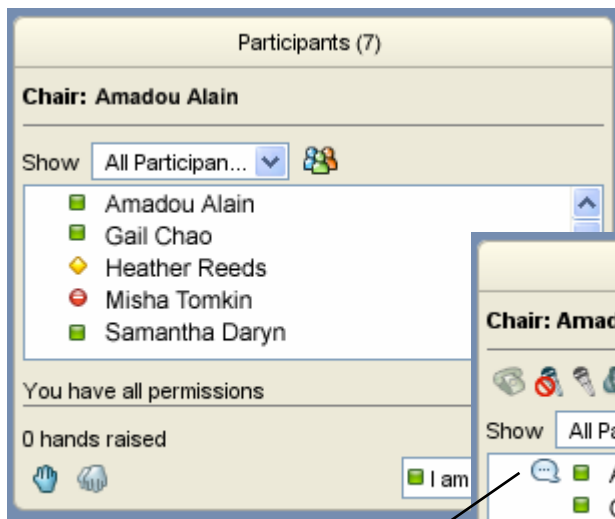 Participants (7)
Chair: Amadou Alain
Show All Participan...
Amadou Alain
Gail Chao
Heather Reeds
Misha Tomkin
Samantha Daryn
You have all permissions
0 hands raised
I am
Chair: Amad
Show All Pa